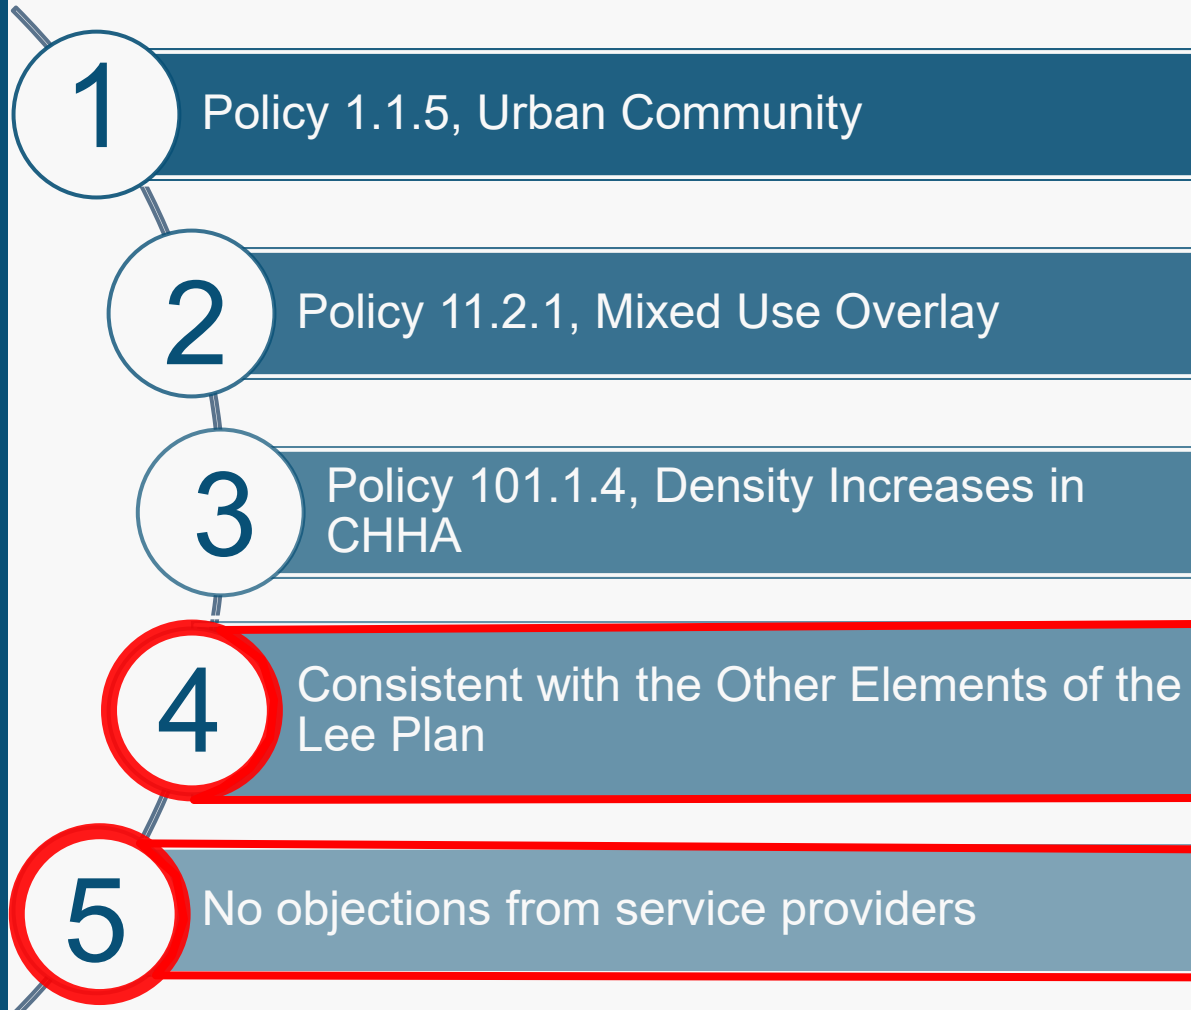 1
Policy 1.1.5, Urban Community
2
Policy 11.2.1, Mixed Use Overlay
3
Policy 101.1.4, Density Increases in
CHHA
4
Consistent with the Other Elements of the
Lee Plan
5
No objections from service providers